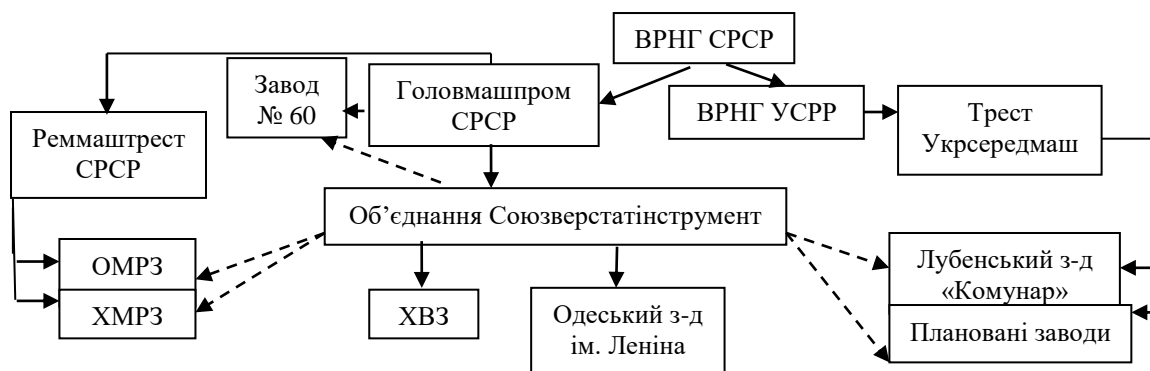 ВРНГ СРСР
Завод
№ 60
Головмашпром
СРСР
ВРНГ УСРР
Трест
Укрсередмаш
Реммаштрест
СРСР
Об’єднання Союзверстатінструмент
ОМРЗ
ХМРЗ
ХВЗ
Одеський з-д
ім. Леніна
Лубенський з-д
«Комунар»
Плановані заводи